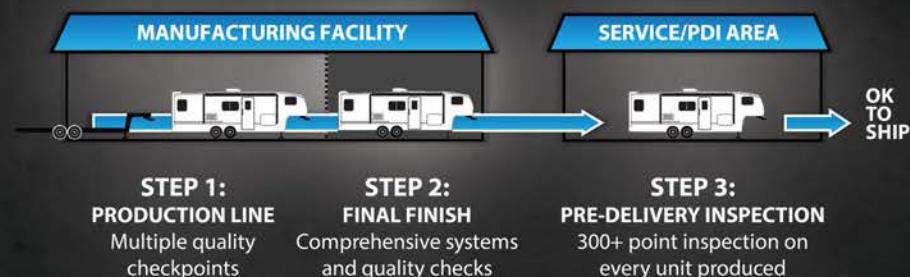 MANUFACTURING FACILITY
SERVICE/PDI AREA
OK
TO
SHIP
STEP 1:
PRODUCTION LINE
Multiple quality
checkpoints
STEP 2:
FINAL FINISH
Comprehensive systems
and quality checks
STEP 3:
PRE-DELIVERY INSPECTION
300+ point inspection on
every unit produced